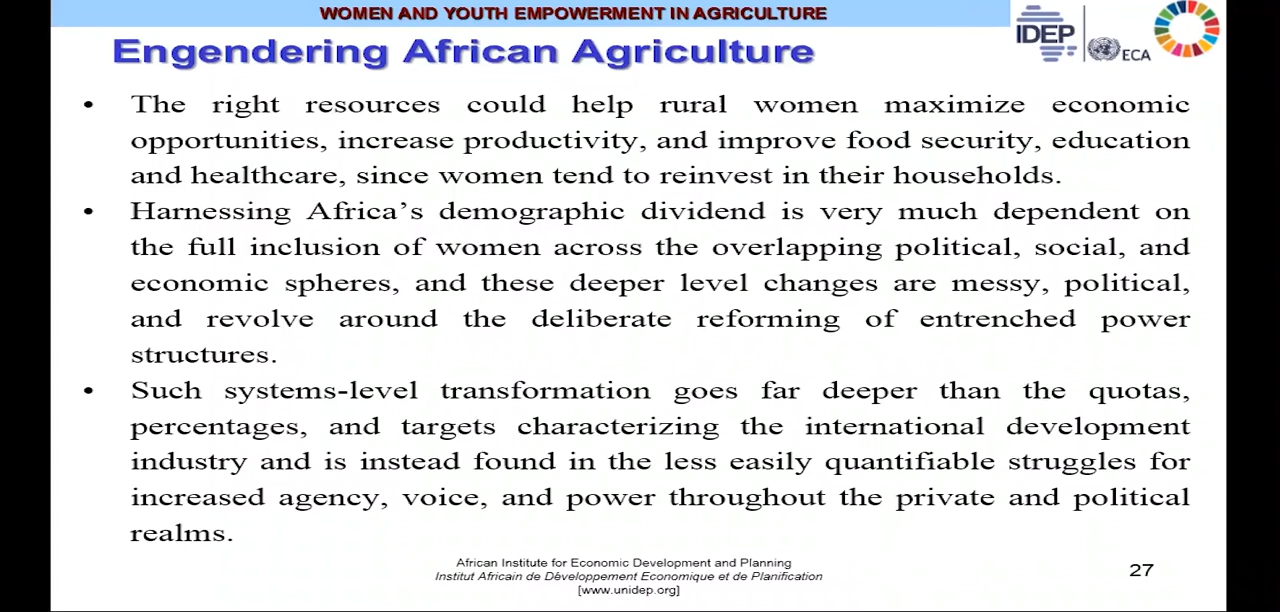 WOMEN AND YOUTH EMPOWERMENT IN AGRICULTURE
Engendering African Agriculture
IDEP
ECA
• The right resources could help rural women maximize economic
opportunities, increase productivity, and improve food security, education
and healthcare, since women tend to reinvest in their households.
• Harnessing Africa's demographic dividend is very much dependent on
the full inclusion of women across the overlapping political, social, and
economic spheres, and these deeper level changes are messy, political,
and revolve around the deliberate reforming of entrenched power
structures.
• Such systems-level transformation goes far deeper than the quotas,
percentages, and targets characterizing the international development
industry and is instead found in the less easily quantifiable struggles for
increased agency, voice, and power throughout the private and political
realms.
African Institute for Economic Development and Planning
Institut Africain de Développement Economique et de Planification
[www.unidep.org]
27